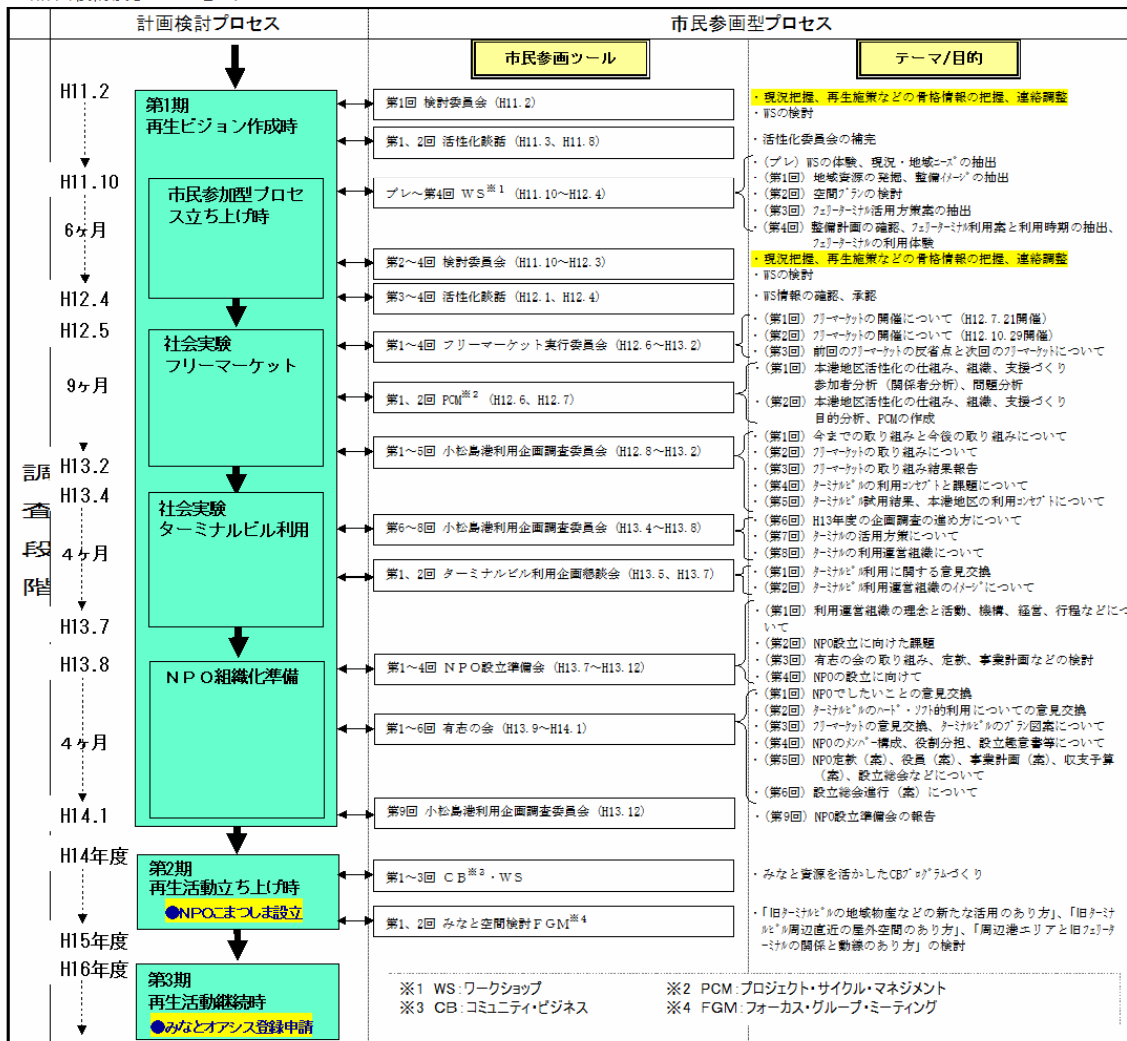 計画検討プロセス
市民参画型プロセス
市民参画ツール
テーマ/目的
調査段階
H11.2
H11.10
6ヶ月
H12.4
H12.5
9ヶ月
H13.2
H13.4
4ヶ月
H13.7
H13.8
4ヶ月
H14.1
H14年度
H15年度
H16年度
第1期
再生ビジョン作成時
市民参加型プロセ
ス立ち上げ時
社会実験
フリーマーケット
社会実験
ターミナルビル利用
NPO組織化準備
第2期
再生活動立ち上げ時
●NPOこまつしま設立
第3期
再生活動継続時
●みなとオアシス登録申請
第1回 検討委員会（H11.2）
・現況把握、再生施策などの骨格情報の把握、連絡調整
・WSの検討
第1、2回 活性化談話（H11.3、H11.8）
・活性化委員会の補完
プレ～第4回 WS※1（H11.10～H12.4）
・（プレ）WSの体験、現況・地域ニーズの抽出
・（第1回）地域資源の発掘、整備イメージの抽出
・（第2回）空間プランの検討
・（第3回）フェリーターミナル活用方策案の抽出
・（第4回）整備計画の確認、フェリーターミナル利用案と利用時期の抽出、
フェリーターミナルの利用体験
第2～4回 検討委員会（H11.10～H12.3）
・現況把握、再生施策などの骨格情報の把握、連絡調整
・WSの検討
第3～4回 活性化談話（H12.1、H12.4）
・WS情報の確認、承認
第1～4回 フリーマーケット実行委員会（H12.6～H13.2）
・（第1回）フリーマーケットの開催について（H12.7.21開催）
・（第2回）フリーマーケットの開催について（H12.10.29開催）
・（第3回）前回のフリーマーケットの反省点と次回のフリーマーケットについて
第1、2回 PCM※2（H12.6、H12.7）
・（第1回）本港地区活性化の仕組み、組織、支援づくり
参加者分析（関係者分析）、問題分析
・（第2回）本港地区活性化の仕組み、組織、支援づくり
目的分析、PCMの作成
第1～5回 小松島港利用企画調査委員会（H12.8～H13.2）
・（第1回）今までの取り組みと今後の取り組みについて
・（第2回）フリーマーケットの取り組みについて
・（第3回）フリーマーケットの取り組み結果報告
・（第4回）ターミナルビルの利用コンセプトと課題について
・（第5回）ターミナルビル試用結果、本港地区の利用コンセプトについて
第6～8回 小松島港利用企画調査委員会（H13.4～H13.8）
・（第6回）H13年度の企画調査の進め方について
・（第7回）ターミナルの活用方策について
・（第8回）ターミナルの利用運営組織について
第1、2回 ターミナルビル利用企画懇談会（H13.5、H13.7）
・（第1回）ターミナルビル利用に関する意見交換
・（第2回）ターミナルビル利用運営組織のイメージについて
第1～4回 NPO設立準備会（H13.7～H13.12）
・（第1回）利用運営組織の理念と活動、機構、経営、行程などにつ
いて
・（第2回）NPO設立に向けた課題
・（第3回）有志の会の取り組み、定款、事業計画などの検討
・（第4回）NPOの設立に向けて
第1～6回 有志の会（H13.9～H14.1）
・（第1回）NPOでしたいことの意見交換
・（第2回）ターミナルビルのハード・ソフト的利用についての意見交換
・（第3回）フリーマーケットの意見交換、ターミナルビルのプラン図案について
・（第4回）NPOのメンバー構成、役割分担、設立趣意書等について
・（第5回）NPO定款（案）、役員（案）、事業計画（案）、収支予算
（案）、設立総会などについて
・（第6回）設立総会進行（案）について
第9回 小松島港利用企画調査委員会（H13.12）
・（第9回）NPO設立準備会の報告
第1～3回 CB※3・WS
・みなと資源を活かしたCBプログラムづくり
第1、2回 みなと空間検討FGM※4
・「旧ターミナルビルの地域物産などの新たな活用のあり方」、「旧ターミナ
ルビル周辺直近の屋外空間のあり方」、「周辺港エリアと旧フェリータ
ーミナルの関係と動線のあり方」の検討
※1 WS:ワークショップ ※2 PCM:プロジェクト・サイクル・マネジメント
※3 CB:コミュニティ・ビジネス ※4 FGM:フォーカス・グループ・ミーティング